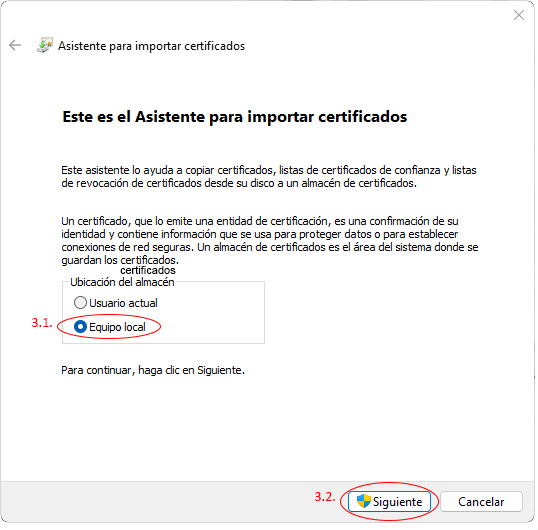 Asistente para importar certificados
Este es el Asistente para importar certificados
Este asistente lo ayuda a copiar certificados, listas de certificados de confianza y listas
de revocación de certificados desde su disco a un almacén de certificados.
Un certificado, que lo emite una entidad de certificación, es una confirmación de su
identidad y contiene información que se usa para proteger datos o para establecer
conexiones de red seguras. Un almacén de certificados es el área del sistema donde se
guardan los certificados.
certificados
Ubicación del almacén
Usuario actual
3.1. Equipo local
Para continuar, haga clic en Siguiente.
3.2. Siguiente Cancelar